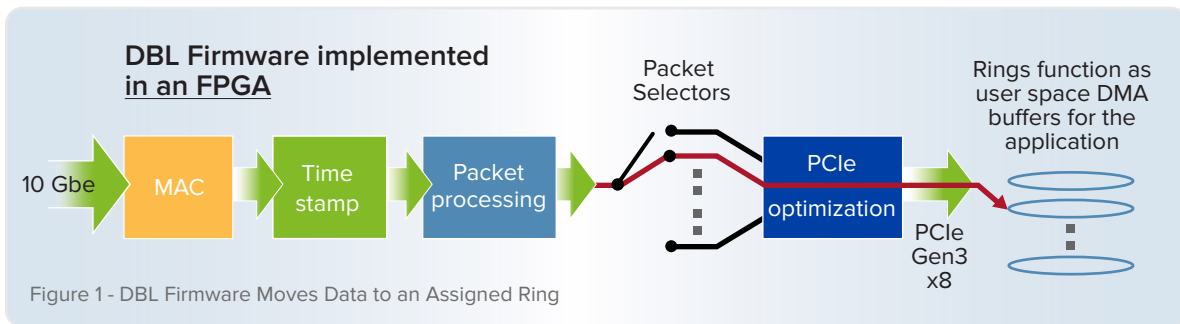 DBL Firmware implemented
in an FPGA
10 Gbe
MAC
Time
stamp
Packet
processing
Packet
Selectors
PCIe
optimization
PCIe
Gen3
x8
Rings function as
user space DMA
buffers for the
application
Figure 1 - DBL Firmware Moves Data to an Assigned Ring